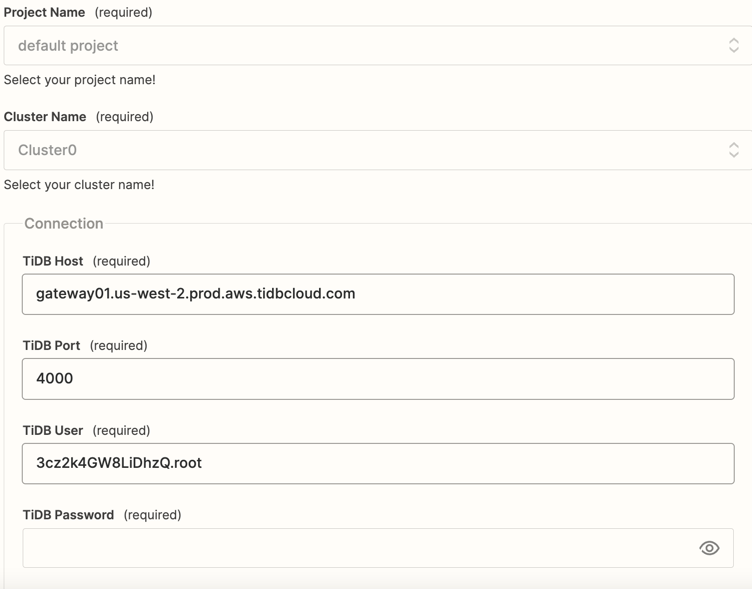 Project Name (required)
default project
Select your project name!
Cluster Name (required)
Cluster0
Select your cluster name!
Connection
TiDB Host (required)
gateway01.us-west-2.prod.aws.tidbcloud.com
TiDB Port (required)
4000
TiDB User (required)
3cz2k4GW8LiDhzQ.root
TiDB Password (required)